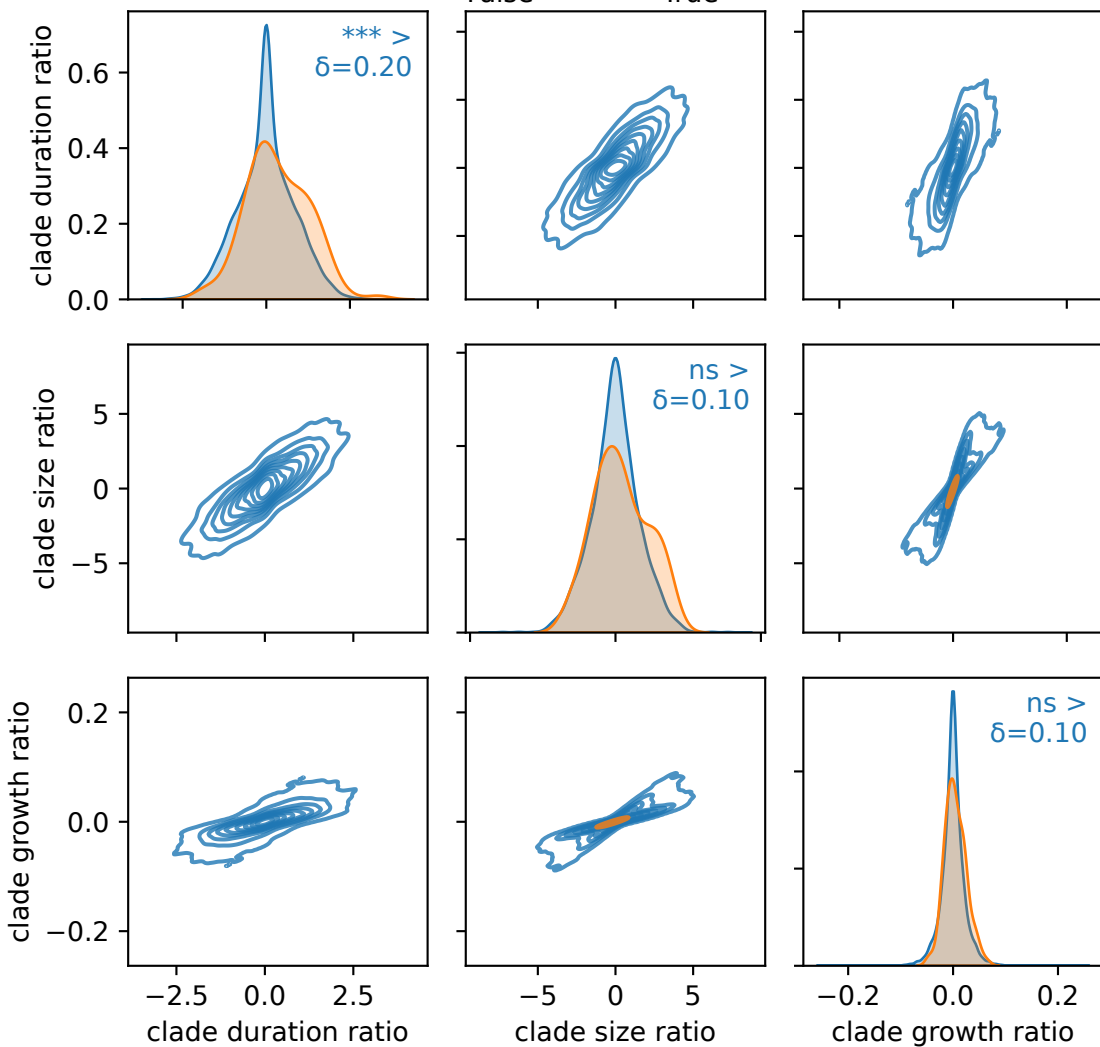 True
*** >
δ=0.20
clade duration ratio
0.6
0.4
0.2
0.0
ns >
δ=0.10
clade size ratio
5
0
−5
ns >
δ=0.10
clade growth ratio
0.2
0.0
−0.2
−2.5 0.0 2.5
−5 0 5
−0.2 0.0 0.2
clade duration ratio
clade size ratio
clade growth ratio